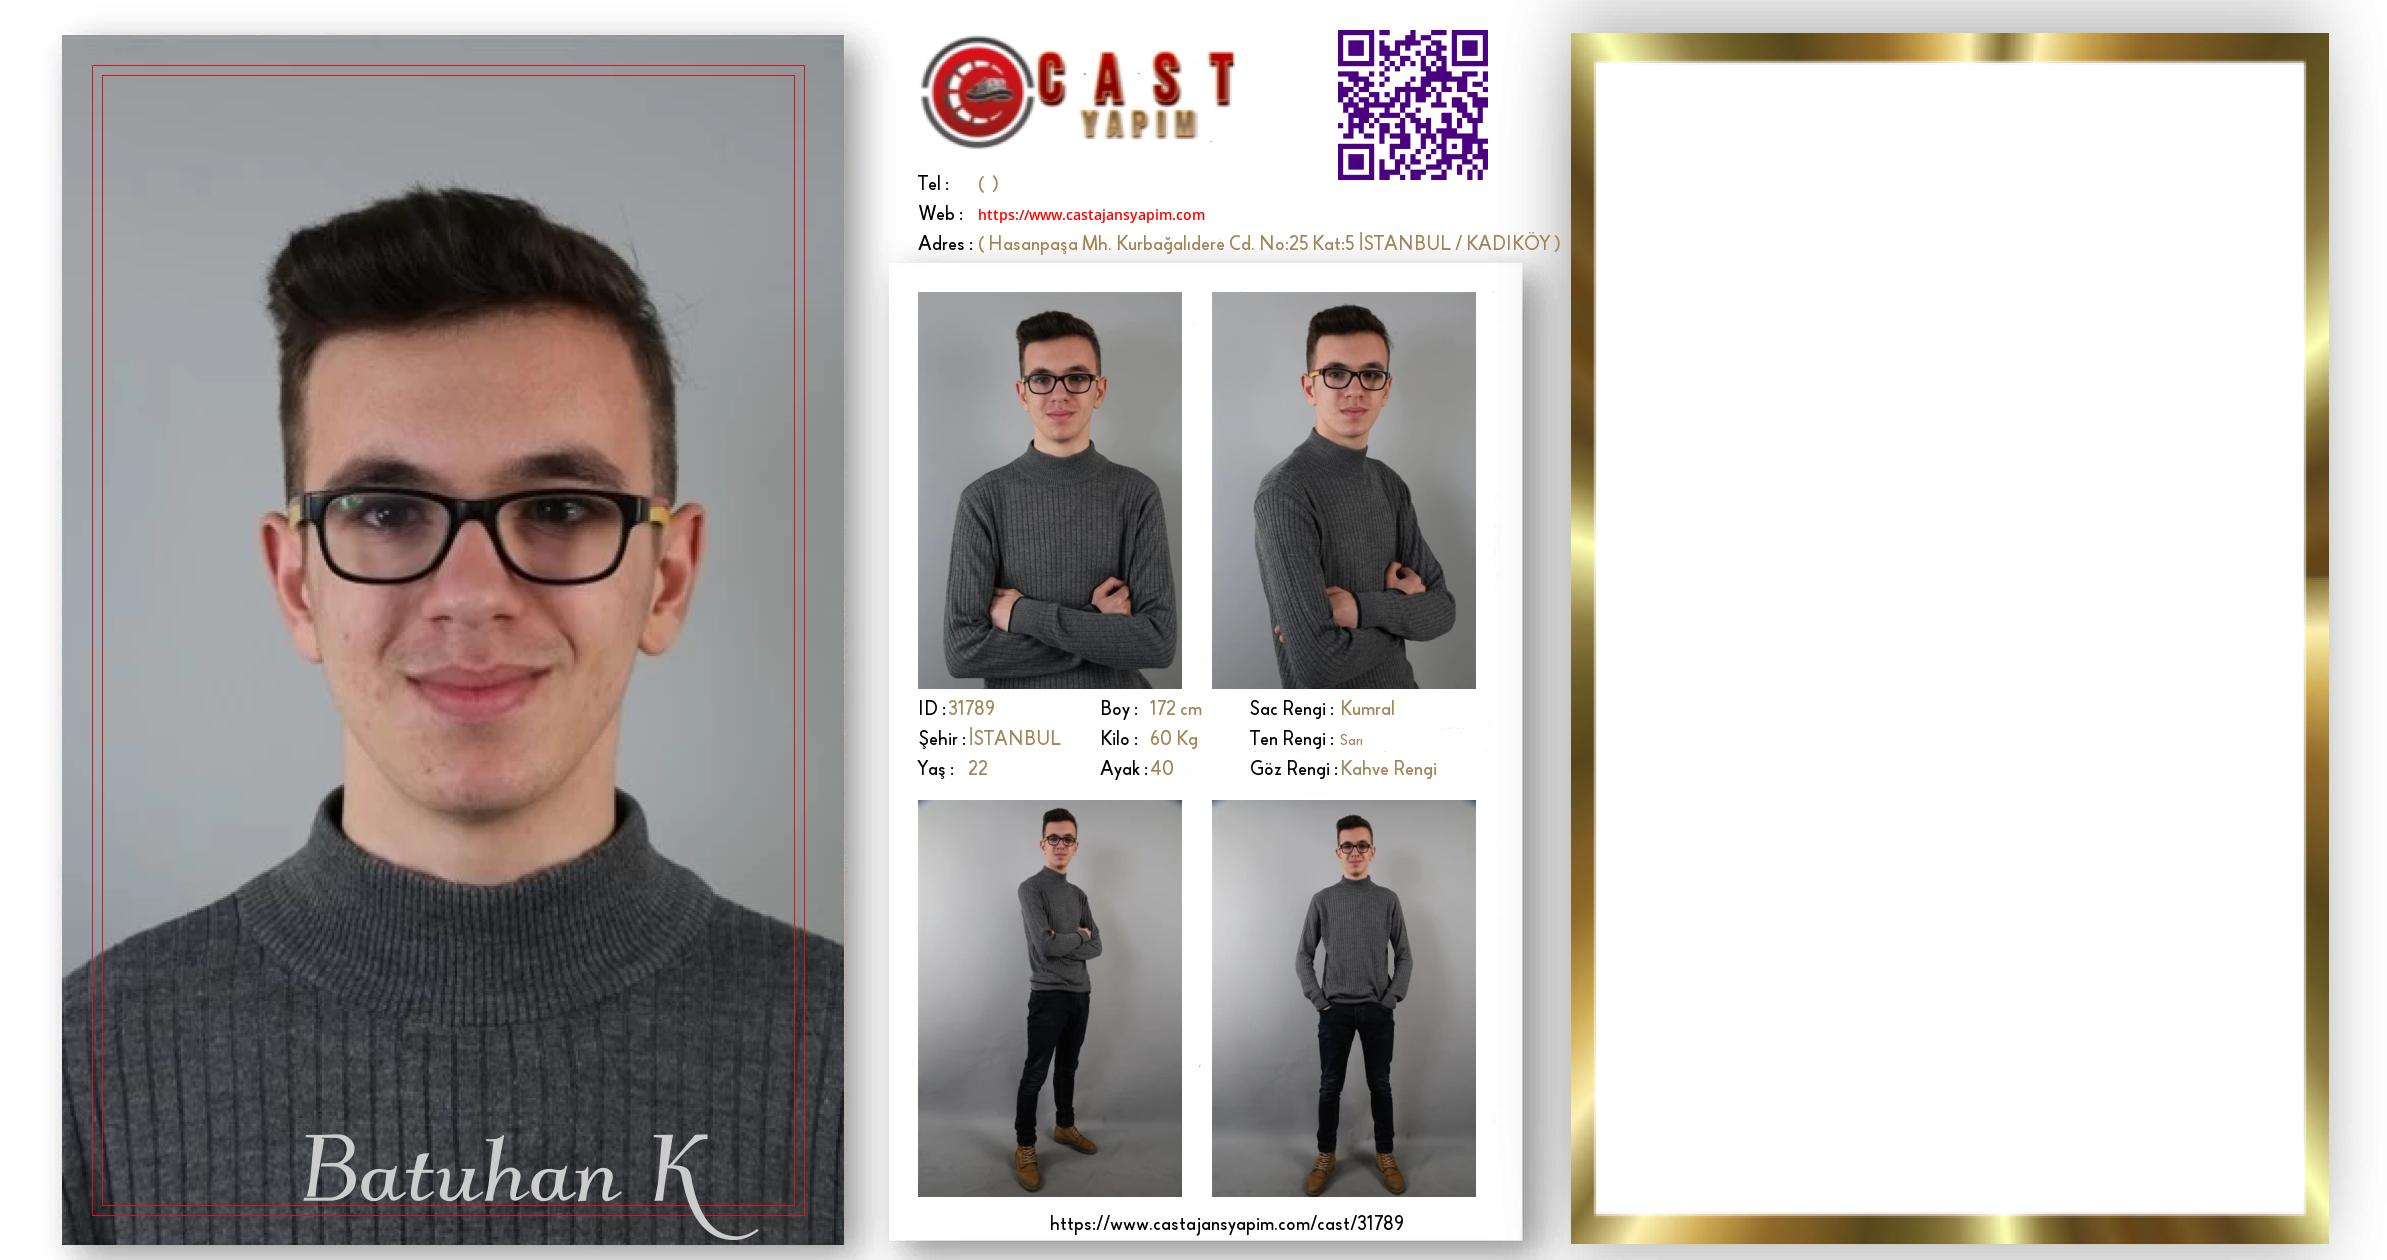 Batuhan K
CAST
YAPIM
Tel : ( )
Web : https://www.castajansyapim.com
Adres : ( Hasanpaşa Mh. Kurbağalıdere Cd. No:25 Kat:5 İSTANBUL / KADIKÖY )
ID : 31789 Boy : 172 cm Sac Rengi : Kumral
Şehir : İSTANBUL Kilo : 60 Kg Ten Rengi : Sarı
Yaş : 22 Ayak : 40 Göz Rengi : Kahve Rengi
https://www.castajansyapim.com/cast/31789